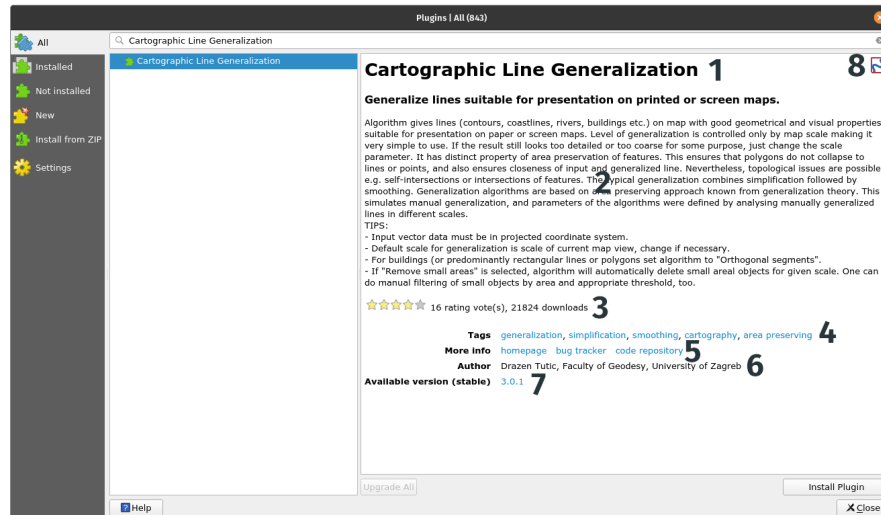 Plugins | All (843)
All
Cartographic Line Generalization
Installed
Not installed
New
Install from ZIP
Settings
Cartographic Line Generalization
Cartographic Line Generalization 1
8
Generalize lines suitable for presentation on printed or screen maps.
Algorithm gives lines (contours, coastlines, rivers, buildings etc.) on map with good geometrical and visual properties
suitable for presentation on paper or screen maps. Level of generalization is controlled only by map scale making it
very simple to use. If the result still looks too detailed or too coarse for some purpose, just change the scale
parameter. It has distinct property of area preservation of features. This ensures that polygons do not collapse to
lines or points, and also ensures closeness of input and generalized line. Nevertheless, topological issues are possible
e.g. self-intersections or intersections of features. The typical generalization combines simplification followed by
2
smoothing. Generalization algorithms are based on area preserving approach known from generalization theory. This
simulates manual generalization, and parameters of the algorithms were defined by analysing manually generalized
lines in different scales.
TIPS:
- Input vector data must be in projected coordinate system.
- Default scale for generalization is scale of current map view, change if necessary.
- For buildings (or predominantly rectangular lines or polygons set algorithm to "Orthogonal segments".
- If "Remove small areas" is selected, algorithm will automatically delete small areal objects for given scale. One can
do manual filtering of small objects by area and appropriate threshold, too.
16 rating vote(s), 21824 downloads 3
Tags generalization, simplification, smoothing, cartography, area preserving 4
More info homepage bug tracker code repository 5
Author Drazen Tutic, Faculty of Geodesy, University of Zagreb 6
Available version (stable) 3.0.1 7
Upgrade All
Install Plugin
Help
Close